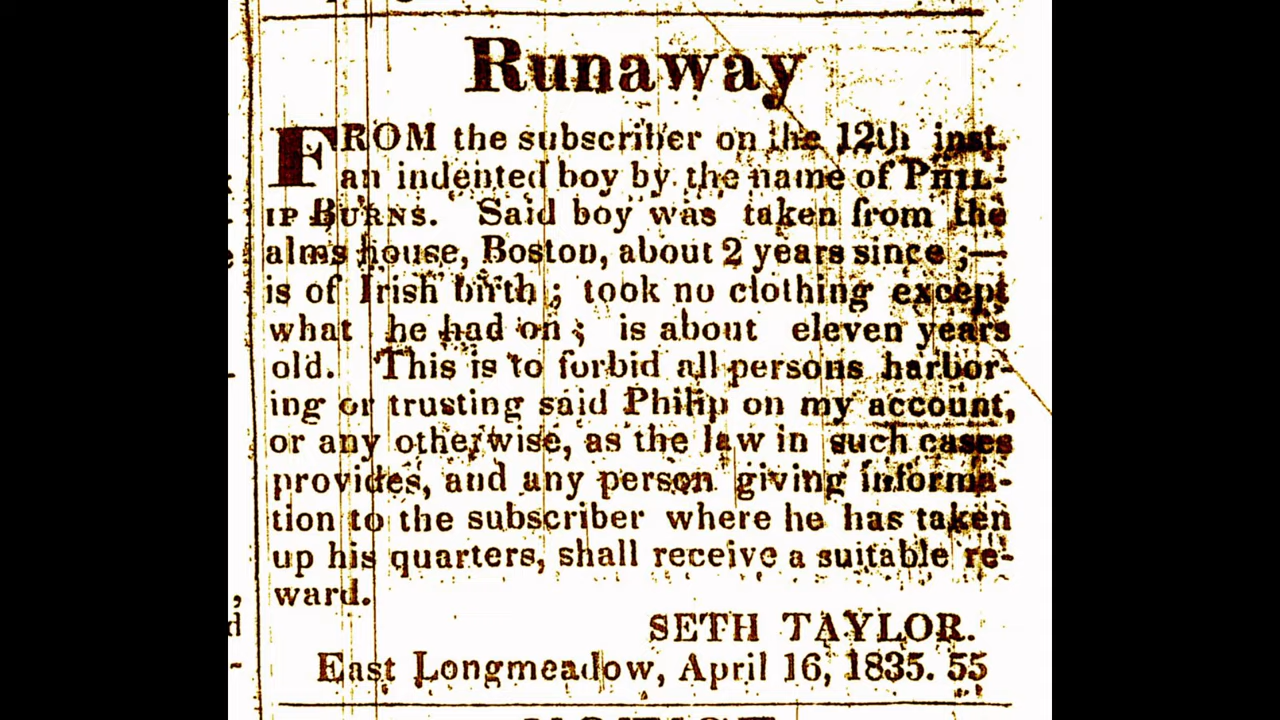 Runaway
FROM the subscriber on the 12th inst.
an indented boy by the name of PHIL-
IP BURNS. Said boy was taken from the
alms house, Boston, about 2 years since ;—
is of Irish birth ; took no clothing except
what he had on ; is about eleven years
old. This is to forbid all persons harbor-
ing or trusting said Philip on my account,
or any otherwise, as the law in such cases
provides, and any person giving informa-
tion to the subscriber where he has taken
up his quarters, shall receive a suitable re-
ward.
SETH TAYLOR.
East Longmeadow, April 16, 1835. 55